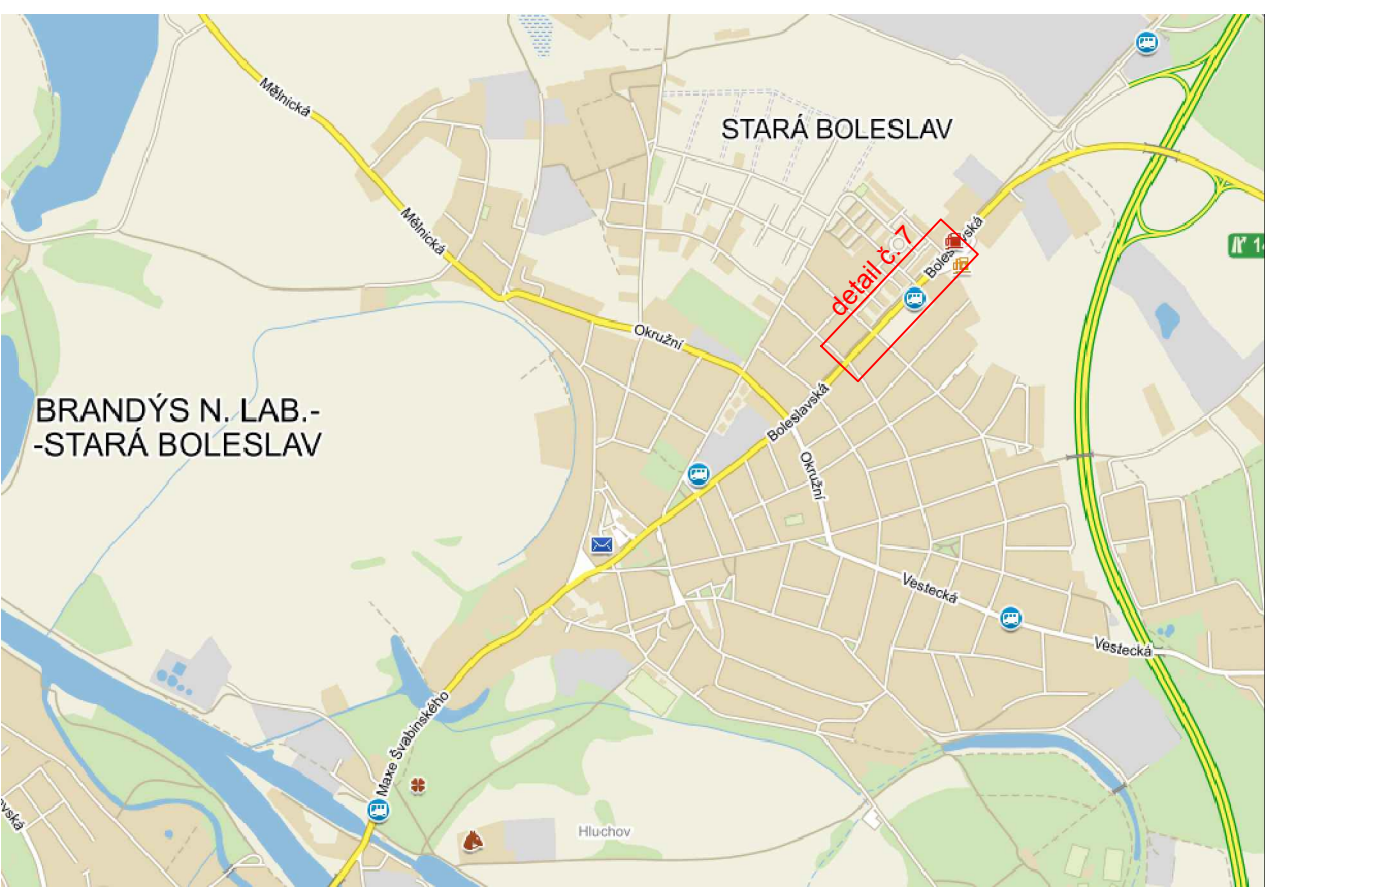 Mělnická
STARÁ BOLESLAV
Mělnická
Boleslavská
detail č. 7
Okružní
BRANDÝS N. LAB.-
-STARÁ BOLESLAV
Boleslavská
Okružní
Vestecká
Vestecká
Maxe Švabinského
Hluchov